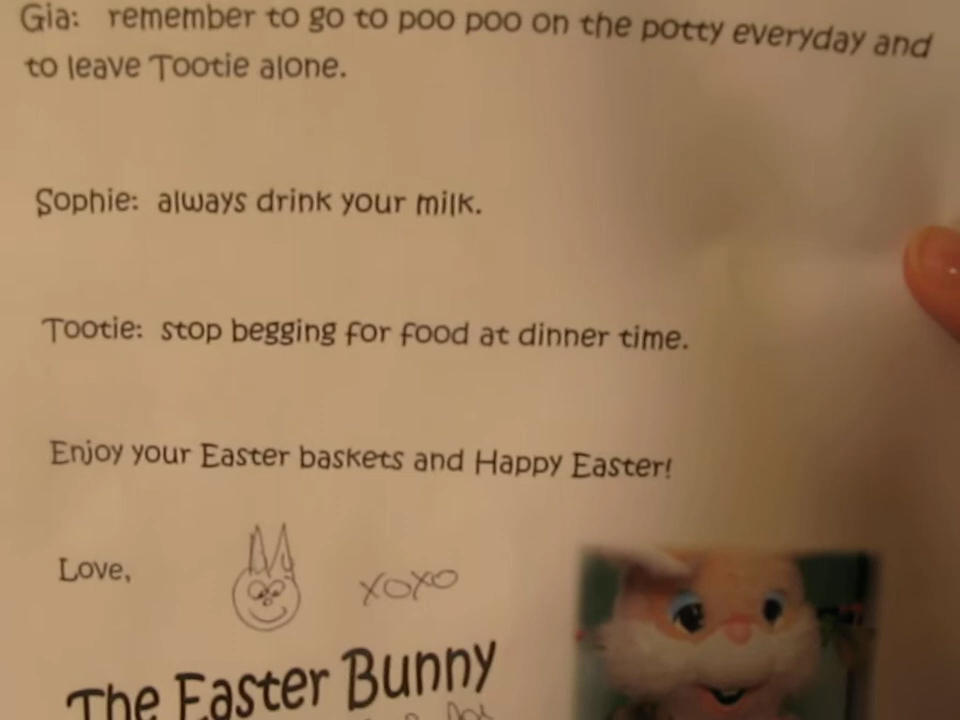 Gia: remember to go to poo poo on the potty everyday and
to leave Tootie alone.
Sophie: always drink your milk.
Tootie: stop begging for food at dinner time.
Enjoy your Easter baskets and Happy Easter!
Love,
xoxo
The Easter Bunny